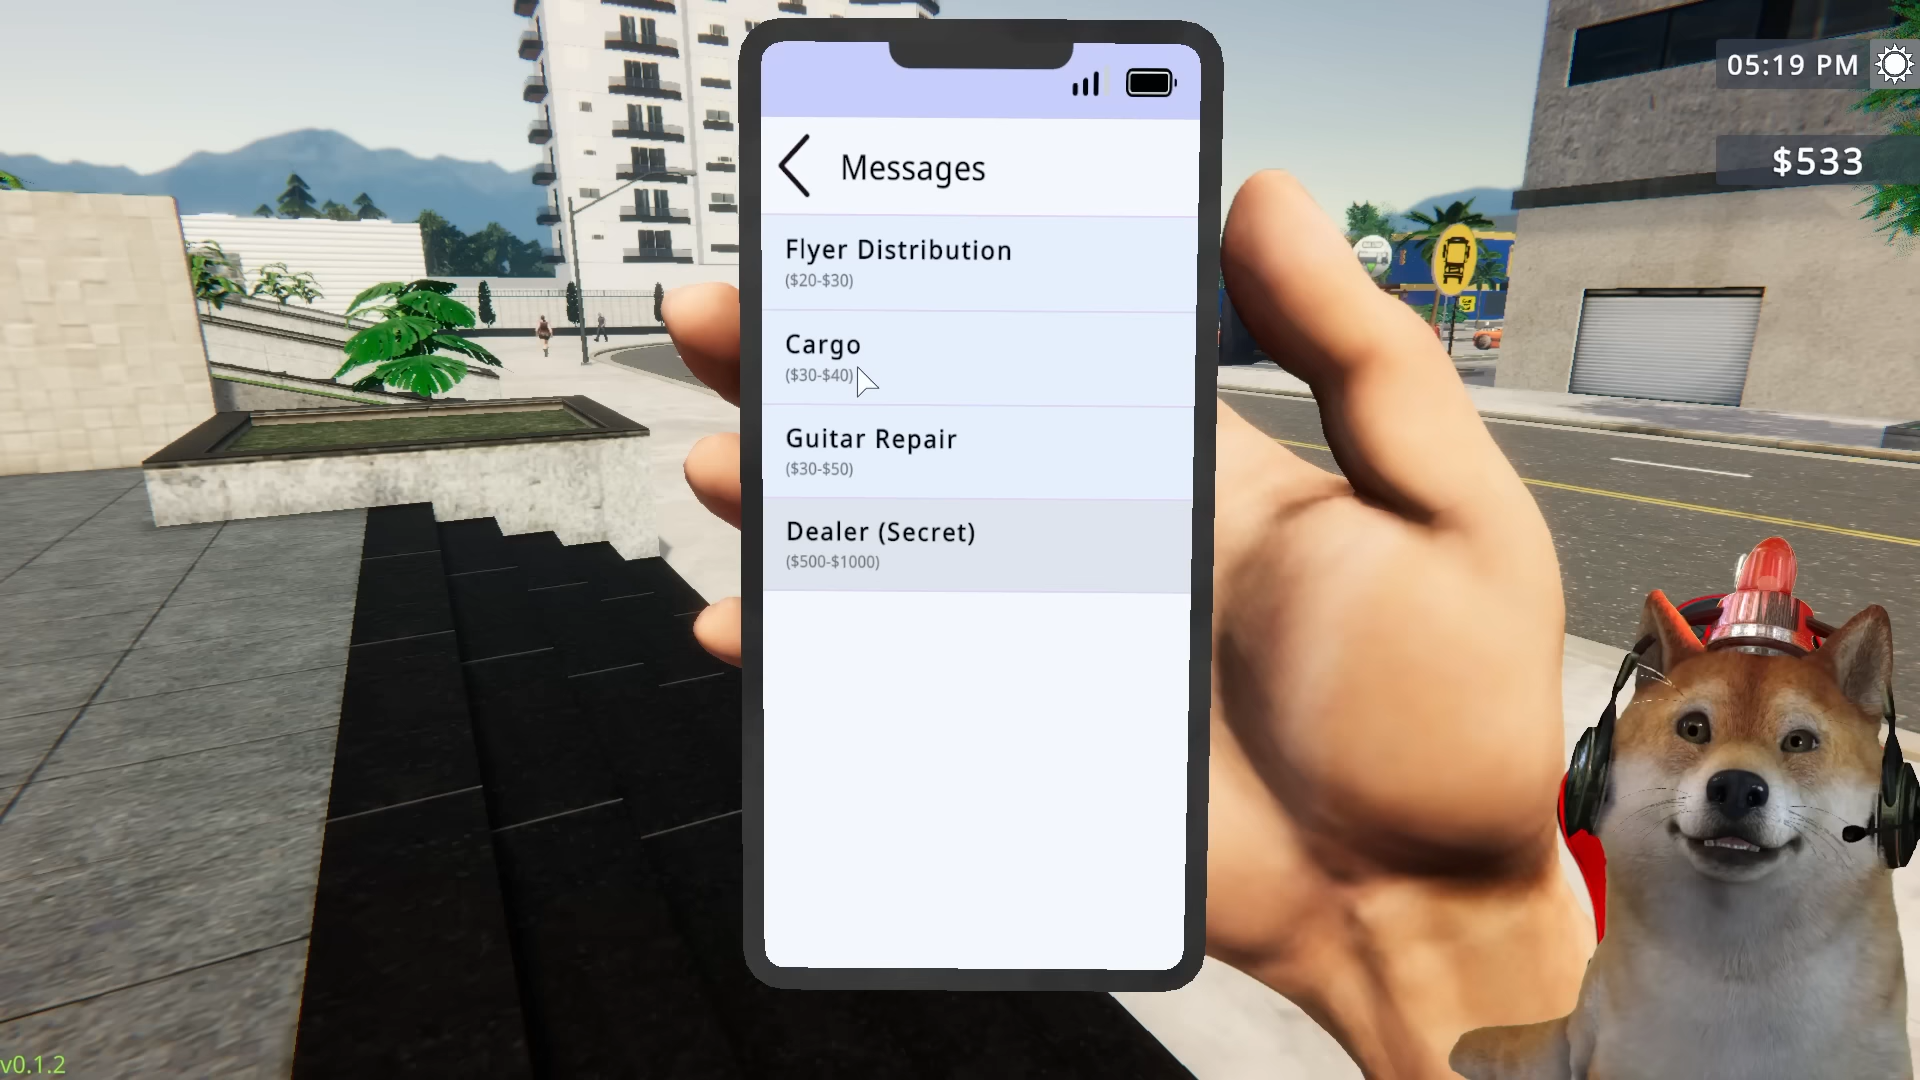 05:19 PM
$533
Messages
Flyer Distribution
($20-$30)
Cargo
($30-$40)
Guitar Repair
($30-$50)
Dealer (Secret)
($500-$1000)
v0.1.2